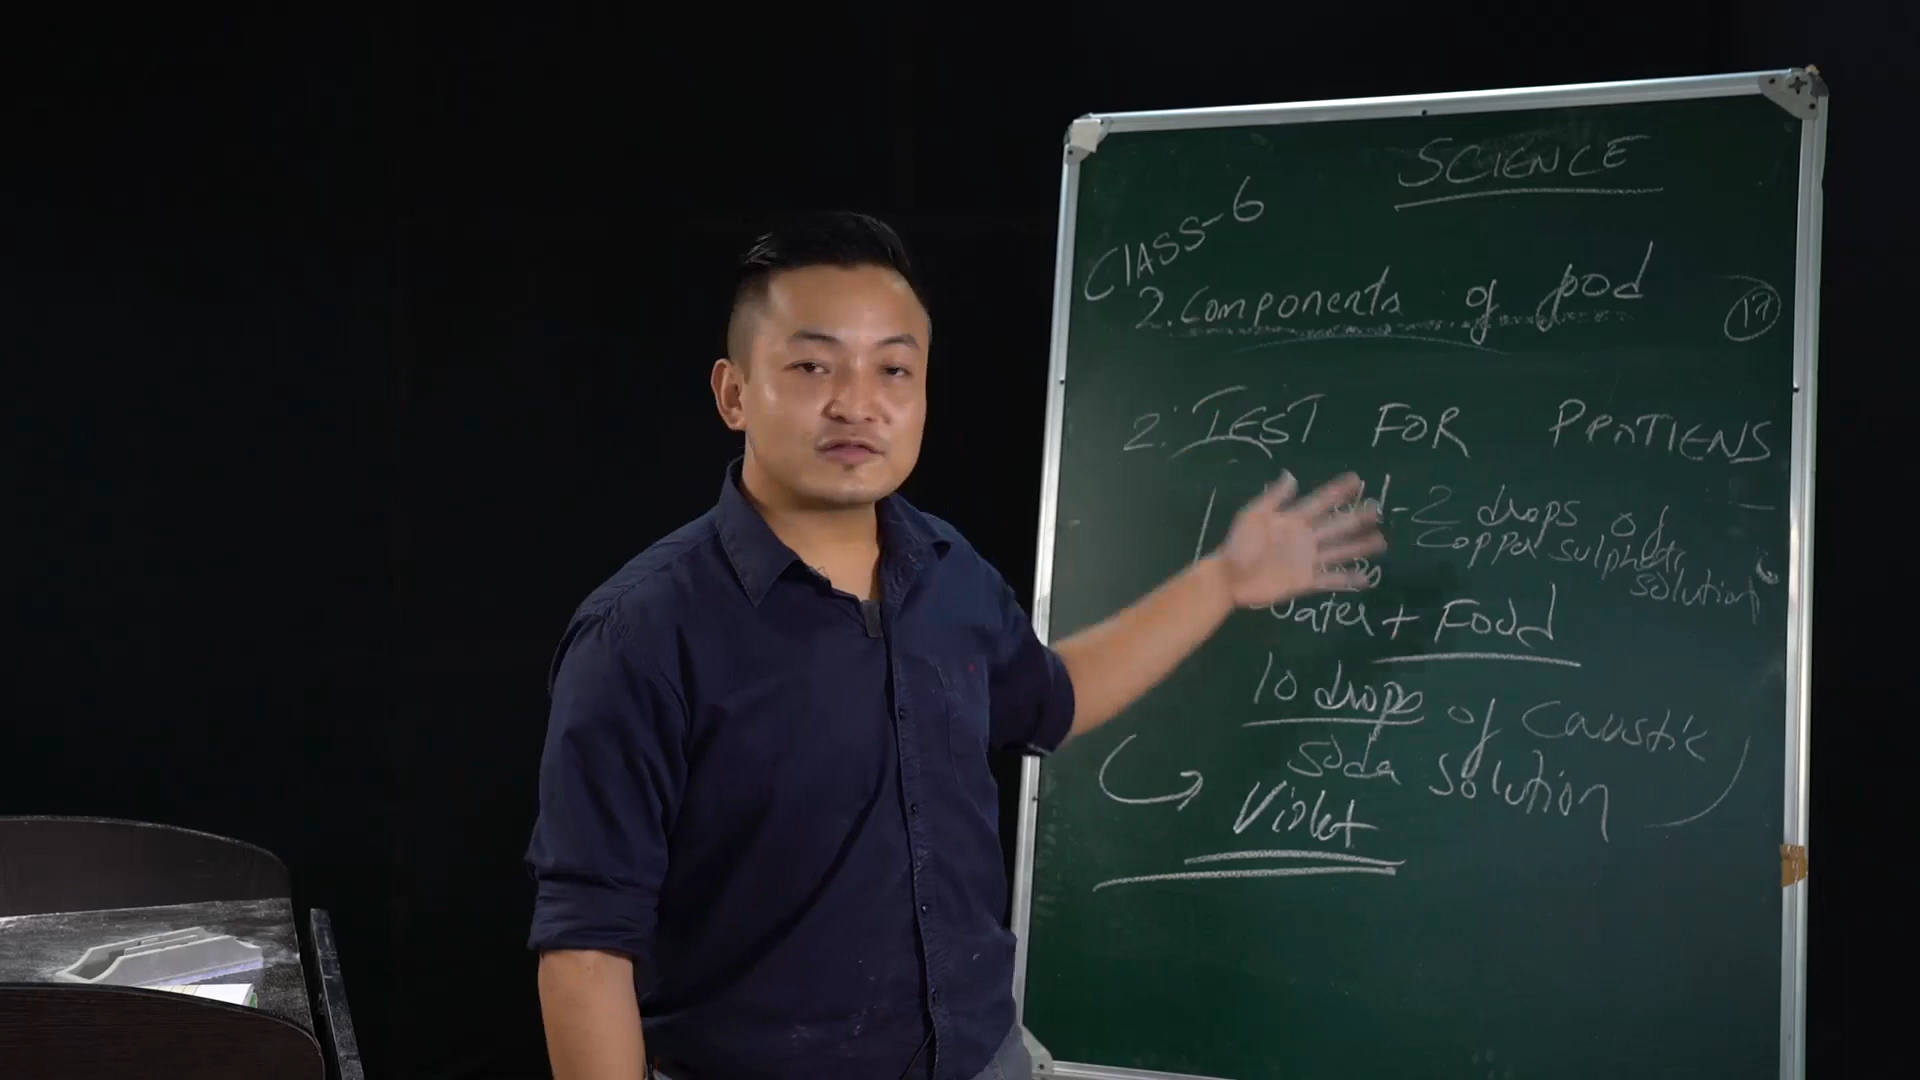 SCIENCE
CLASS-6
2. Components of food
17
2. TEST FOR PROTIENS
2 drops of
Copper sulphate
solution
Water + Food
10 drops of Caustic
soda solution
Violet